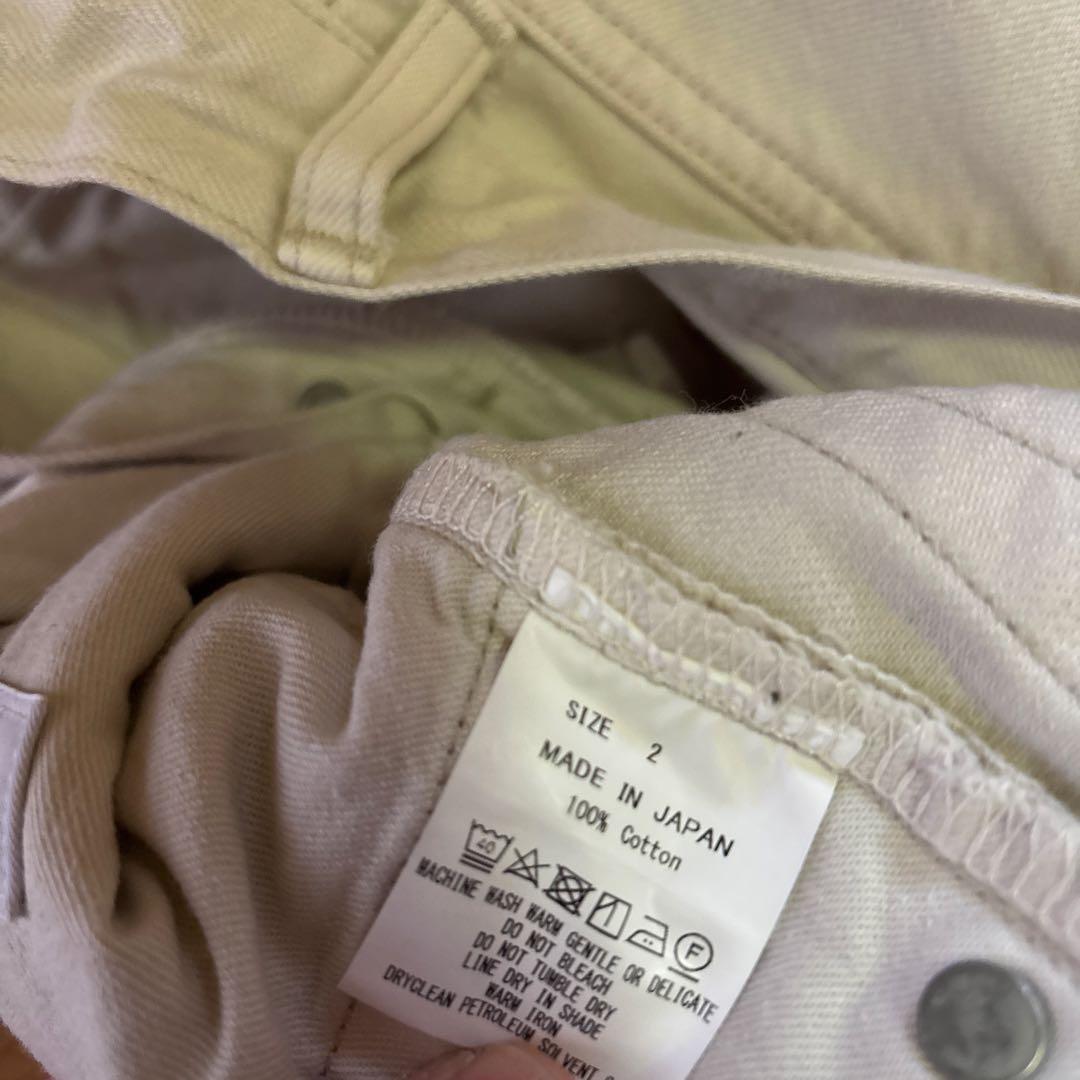 SIZE 2
MADE IN JAPAN
100% Cotton
40
F
MACHINE WASH WARM GENTLE OR DELICATE
DO NOT BLEACH
DO NOT TUMBLE DRY
LINE DRY IN SHADE
WARM IRON
DRYCLEAN PETROLEUM SOLVENT